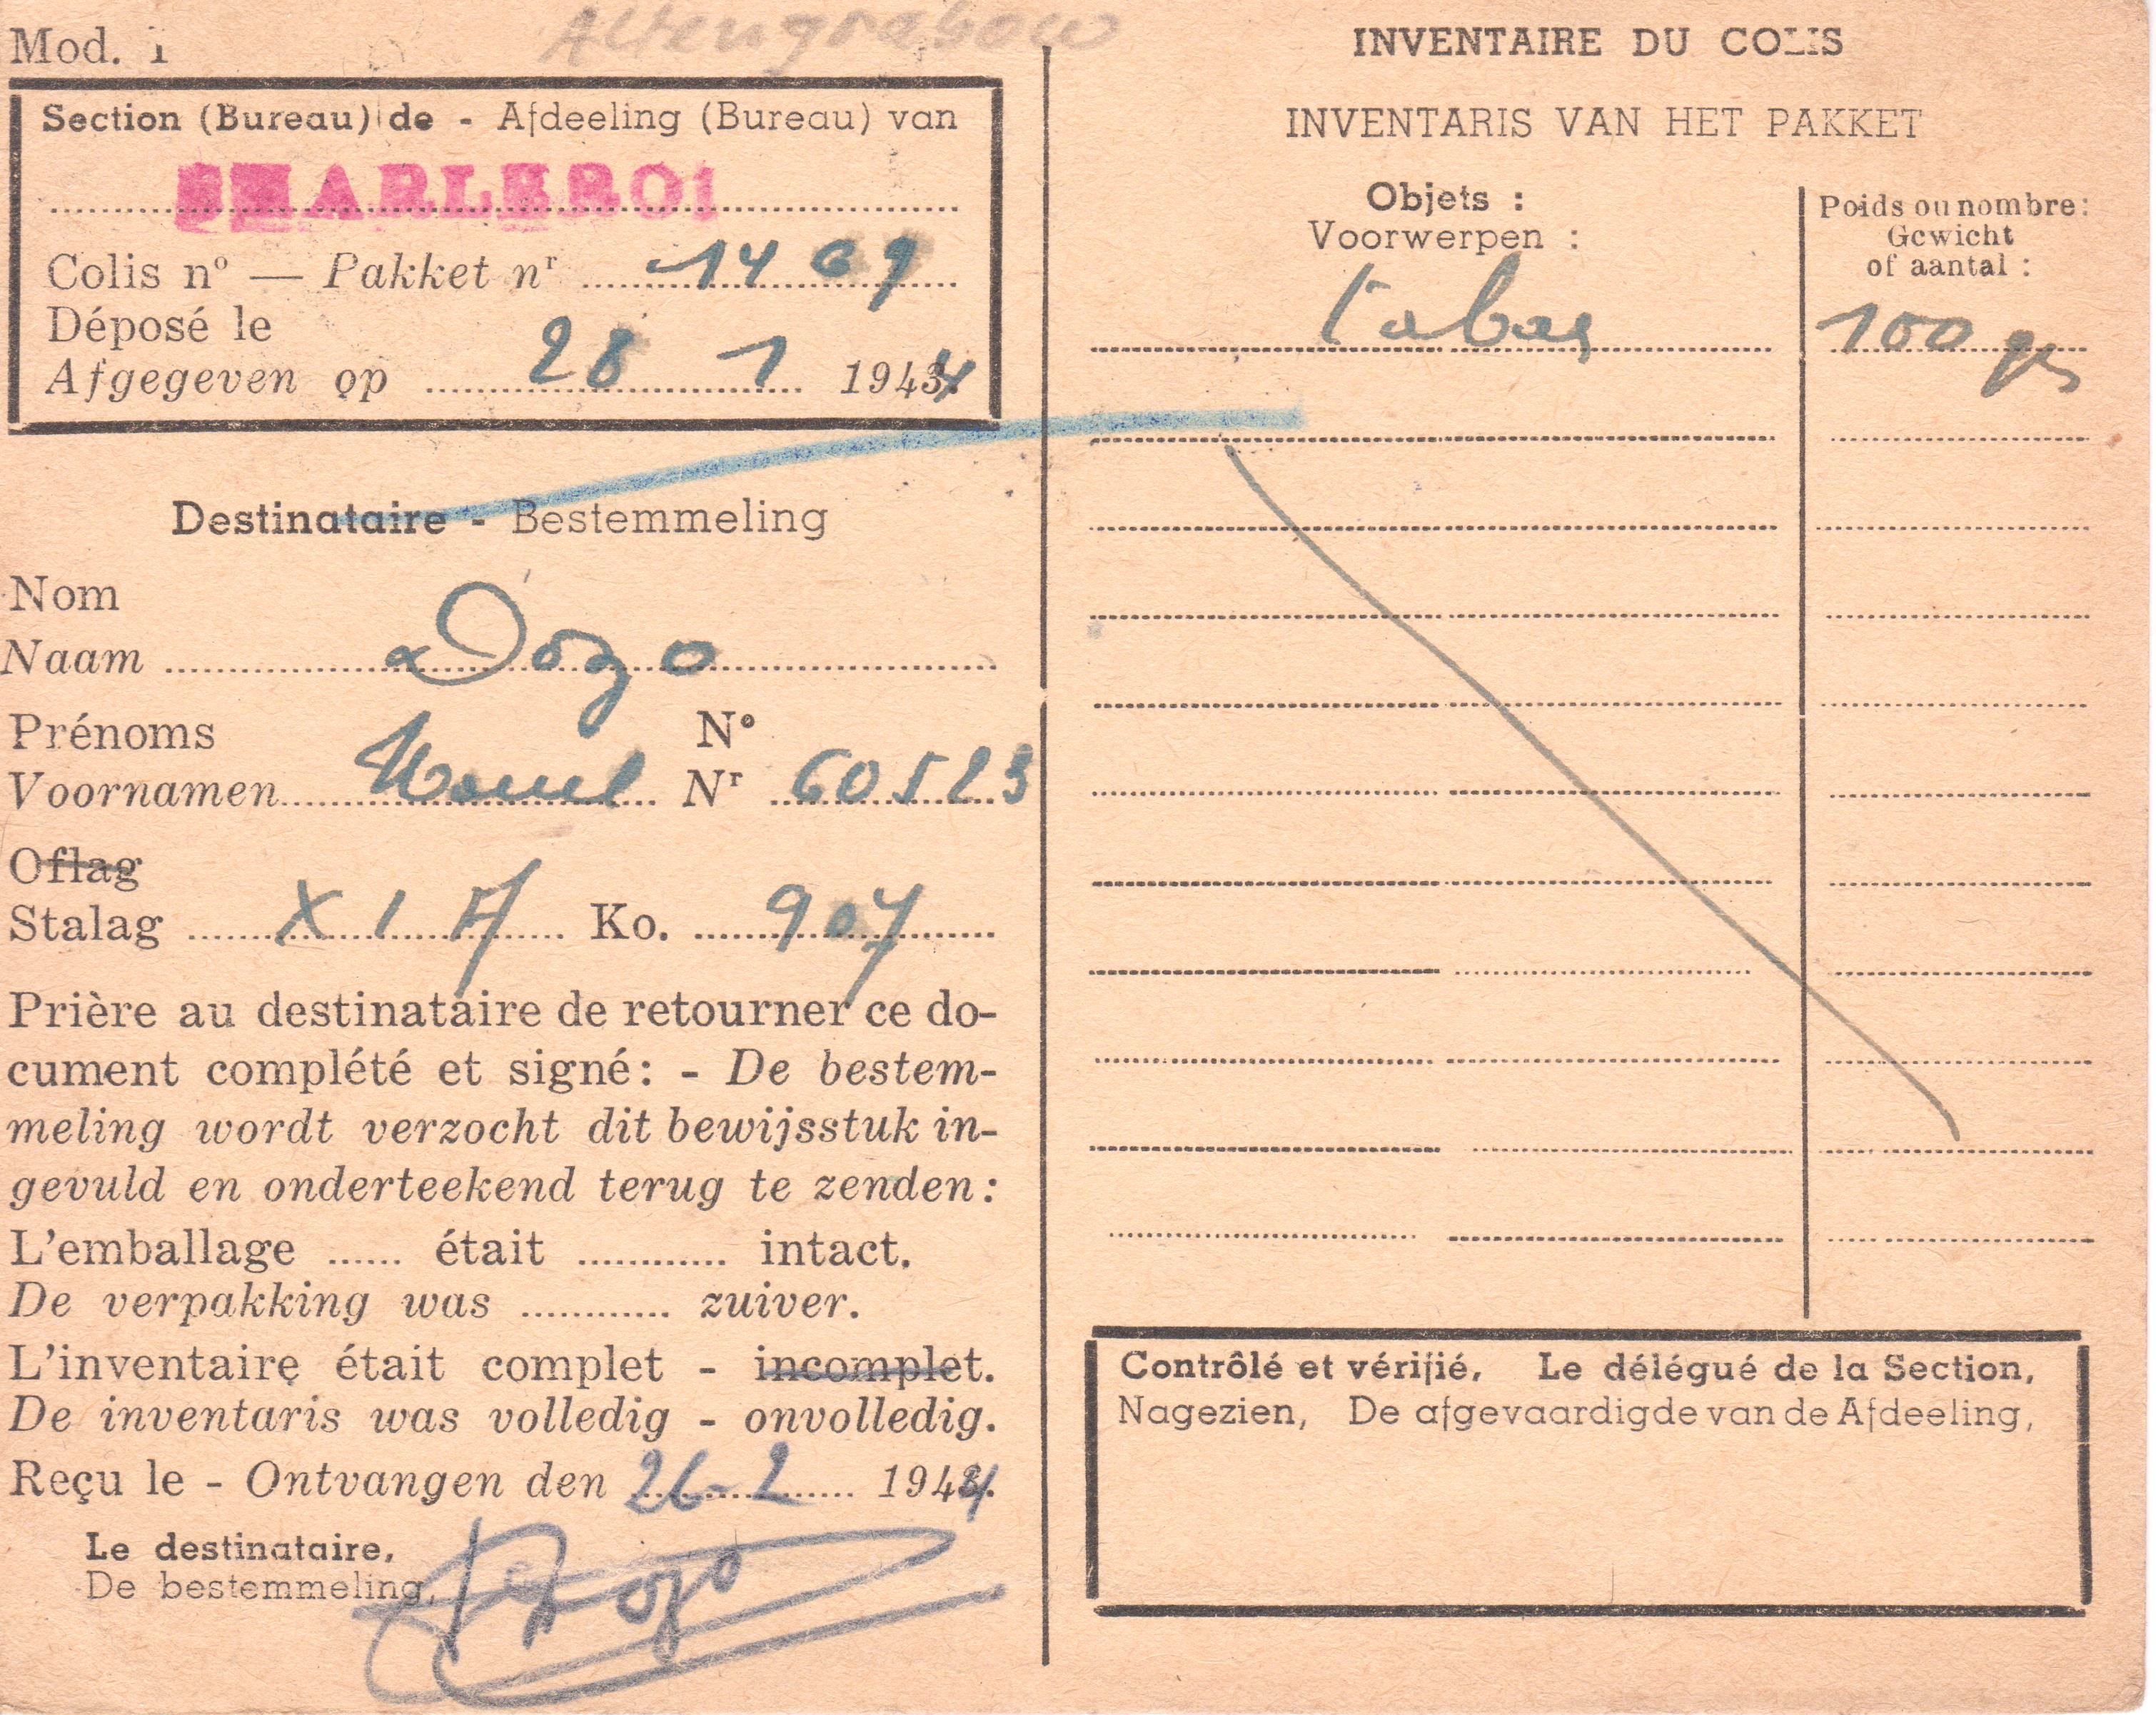 Altengrabow
Mod. 1
Section (Bureau) de - Afdeeling (Bureau) van
CHARLEROI
Colis nº — Pakket nr 1409
Déposé le
Afgegeven op 28 1 1944
Destinataire - Bestemmeling
Nom
Naam Dozo
Prénoms Nº
Voornamen Nr 60523
Oflag
Stalag XI A Ko. 907
Prière au destinataire de retourner ce do-
cument complété et signé: - De bestem-
meling wordt verzocht dit bewijsstuk in-
gevuld en onderteekend terug te zenden:
L'emballage ...... était ............ intact.
De verpakking was ............ zuiver.
L'inventaire était complet - incomplet.
De inventaris was volledig - onvolledig.
Reçu le - Ontvangen den 26-2 1944.
Le destinataire,
De bestemmeling,
Dozo
INVENTAIRE DU COLIS
INVENTARIS VAN HET PAKKET
Objets :
Voorwerpen :
Poids ou nombre:
Gewicht
of aantal :
tabac 100 grs
Contrôlé et vérifié, Le délégué de la Section,
Nagezien, De afgevaardigde van de Afdeeling,